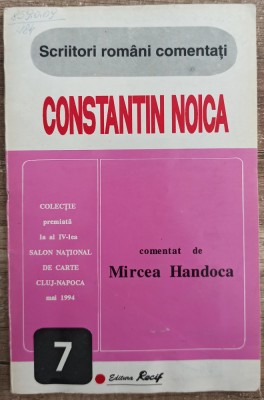 Scriitori români comentați
CONSTANTIN NOICA
COLECȚIE
premiată
la al IV-lea
SALON NAȚIONAL
DE CARTE
CLUJ-NAPOCA
mai 1994
comentat de
Mircea Handoca
7
Editura Recif